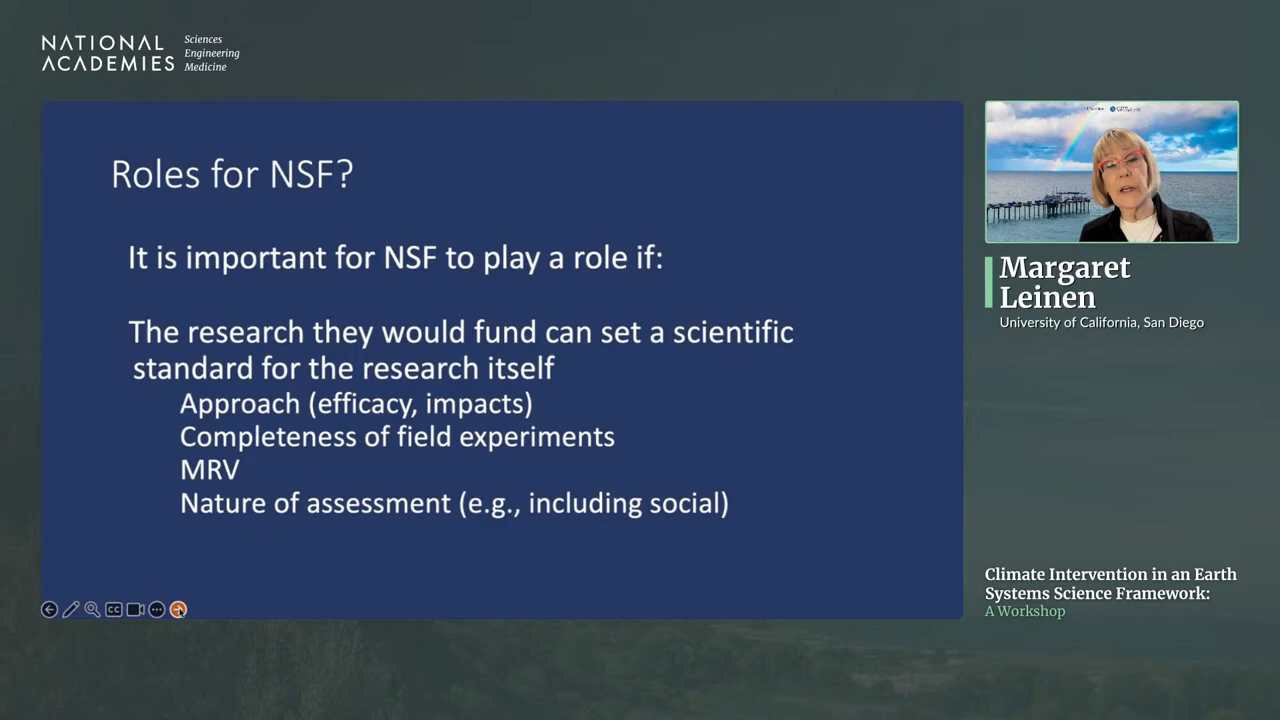 NATIONAL
ACADEMIES
Sciences
Engineering
Medicine
Roles for NSF?
It is important for NSF to play a role if:
The research they would fund can set a scientific
standard for the research itself
Approach (efficacy, impacts)
Completeness of field experiments
MRV
Nature of assessment (e.g., including social)
CC
Margaret
Leinen
University of California, San Diego
Climate Intervention in an Earth
Systems Science Framework:
A Workshop